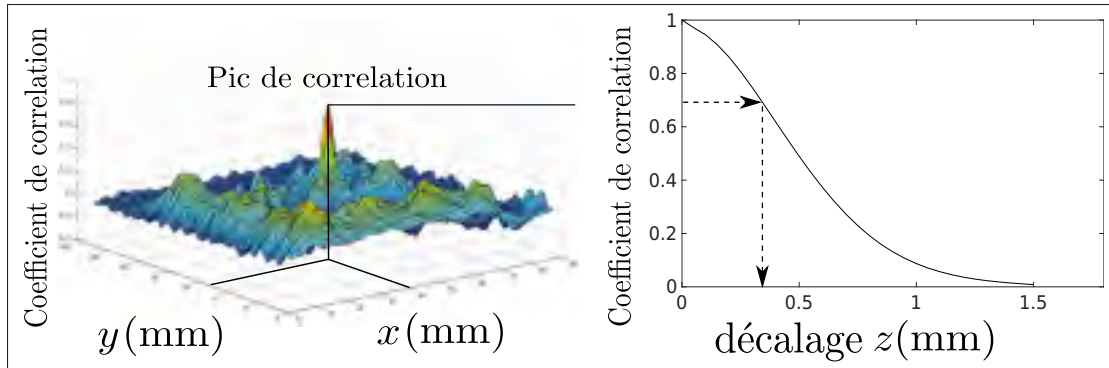 Coefficient de correlation
Pic de correlation
y(mm)
x(mm)
Coefficient de correlation
1
0.8
0.6
0.4
0.2
0
0
0.5
1
1.5
décalage z(mm)